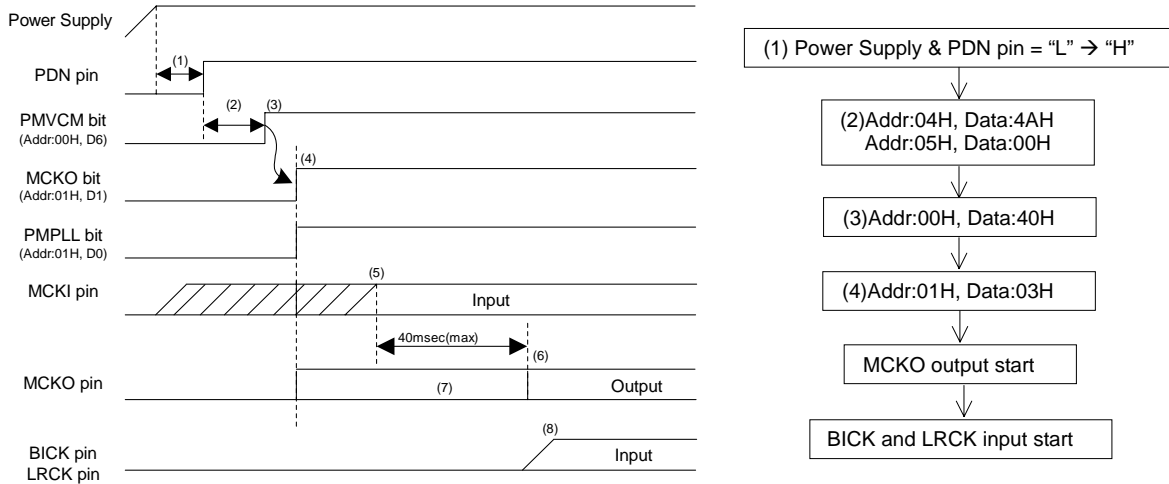 Power Supply
(1)
PDN pin
(2)
(3)
PMVCM bit
(Addr:00H, D6)
(4)
MCKO bit
(Addr:01H, D1)
PMPLL bit
(Addr:01H, D0)
(5)
MCKI pin
Input
40msec(max)
(6)
MCKO pin
(7)
Output
(8)
BICK pin
LRCK pin
Input
(1) Power Supply & PDN pin = “L” → “H”
(2)Addr:04H, Data:4AH
Addr:05H, Data:00H
(3)Addr:00H, Data:40H
(4)Addr:01H, Data:03H
MCKO output start
BICK and LRCK input start